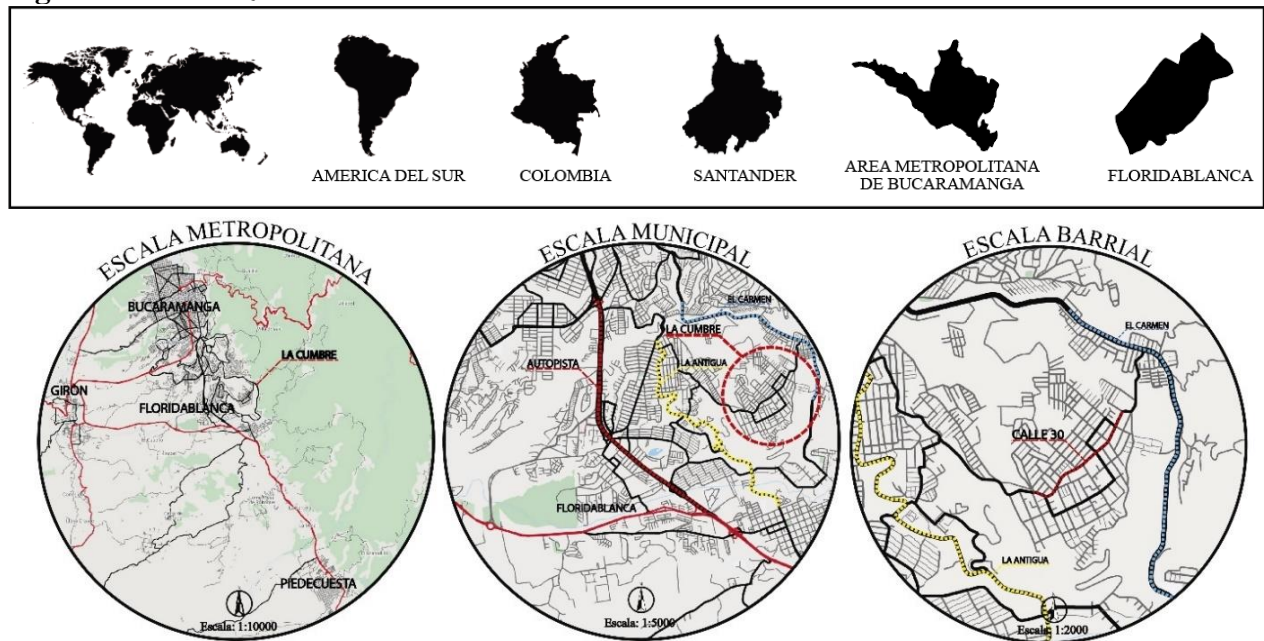 AMERICA DEL SUR
COLOMBIA
SANTANDER
AREA METROPOLITANA
DE BUCARAMANGA
FLORIDABLANCA
ESCALA METROPOLITANA
BUCARAMANGA
LA CUMBRE
GIRON
FLORIDABLANCA
PIEDECUESTA
Escala: 1:10000
ESCALA MUNICIPAL
EL CARMEN
LA CUMBRE
LA ANTIGUA
AUTOPISTA
FLORIDABLANCA
Escala: 1:5000
ESCALA BARRIAL
EL CARMEN
CALLE 30
LA ANTIGUA
Escala: 1:2000